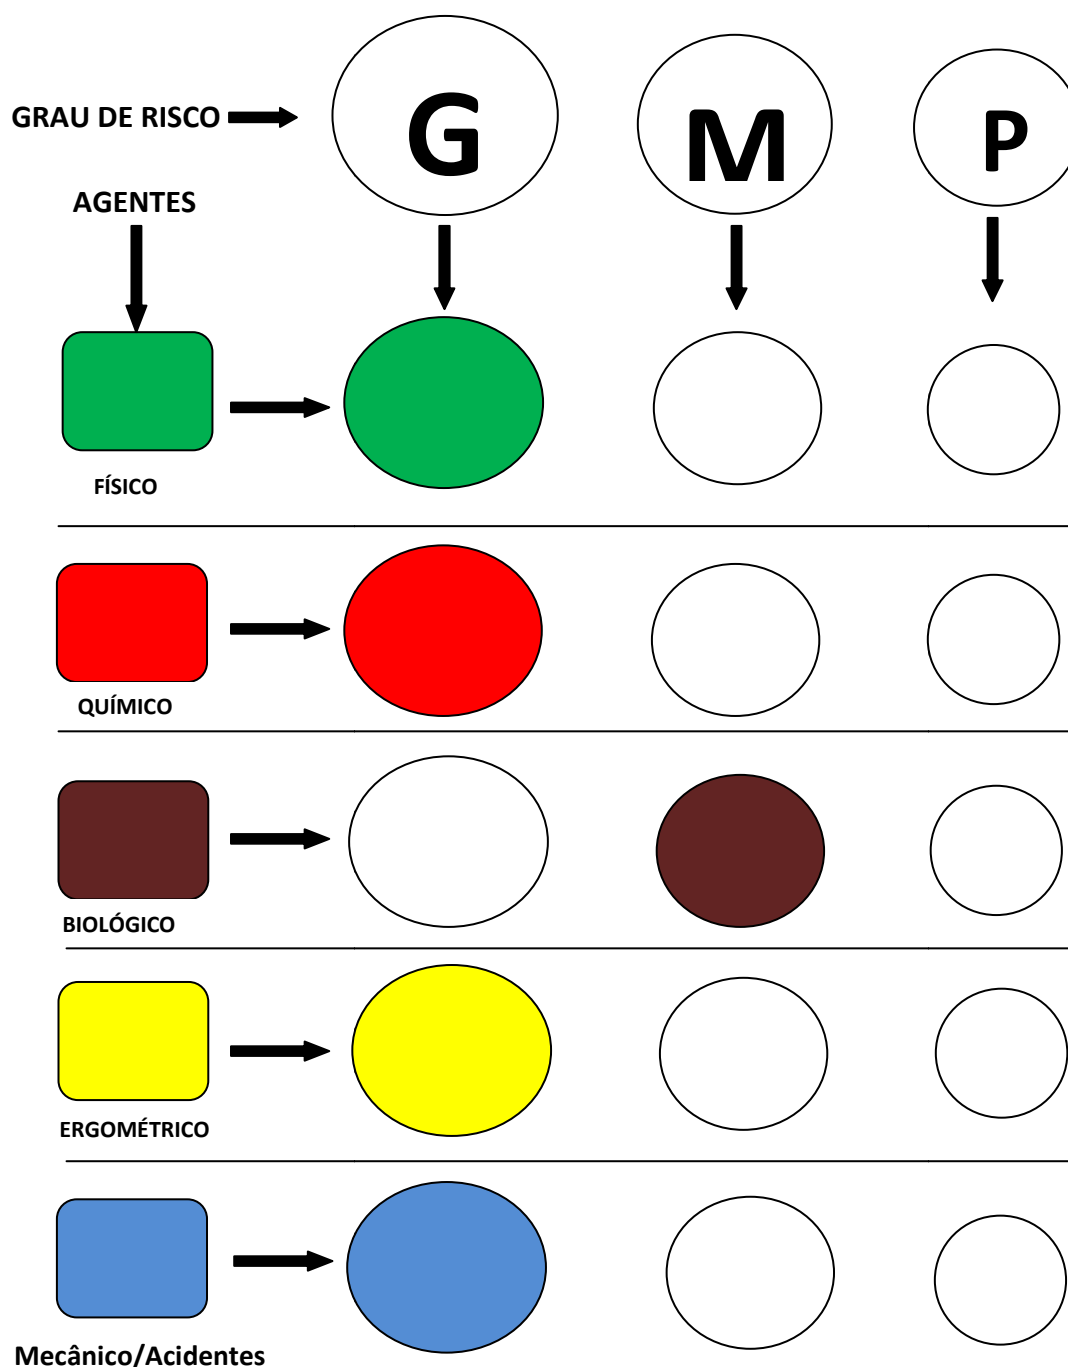 GRAU DE RISCO
G
M
P
AGENTES
FÍSICO
QUÍMICO
BIOLÓGICO
ERGOMÉTRICO
Mecânico/Acidentes